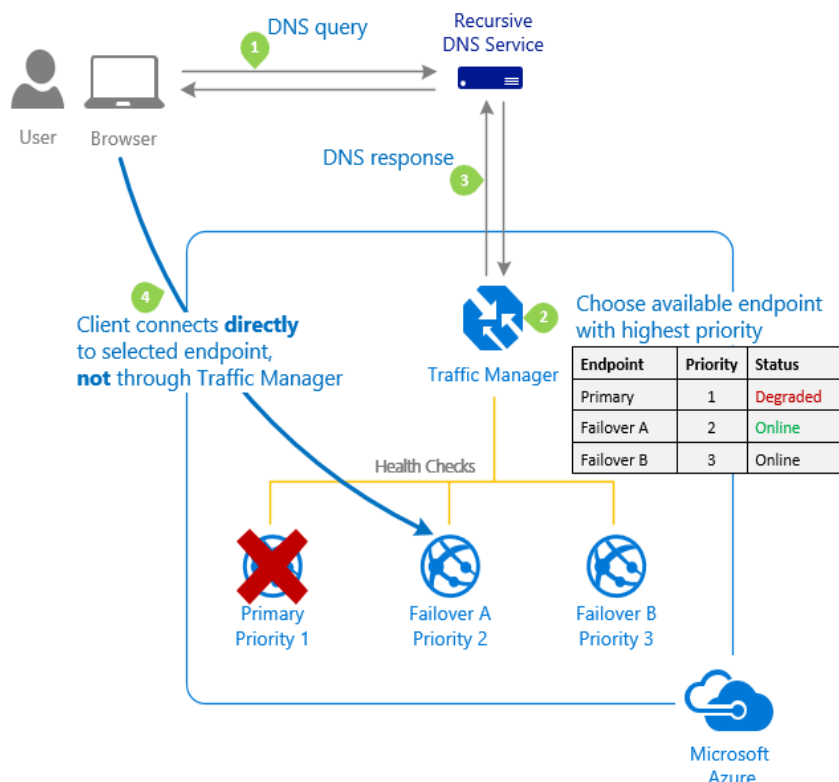 DNS query
1
Recursive
DNS Service
User
Browser
DNS response
3
4
Client connects directly
to selected endpoint,
not through Traffic Manager
2
Traffic Manager
Choose available endpoint
with highest priority
Endpoint Priority Status
Primary 1 Degraded
Failover A 2 Online
Failover B 3 Online
Health Checks
Primary
Priority 1
Failover A
Priority 2
Failover B
Priority 3
Microsoft
Azure